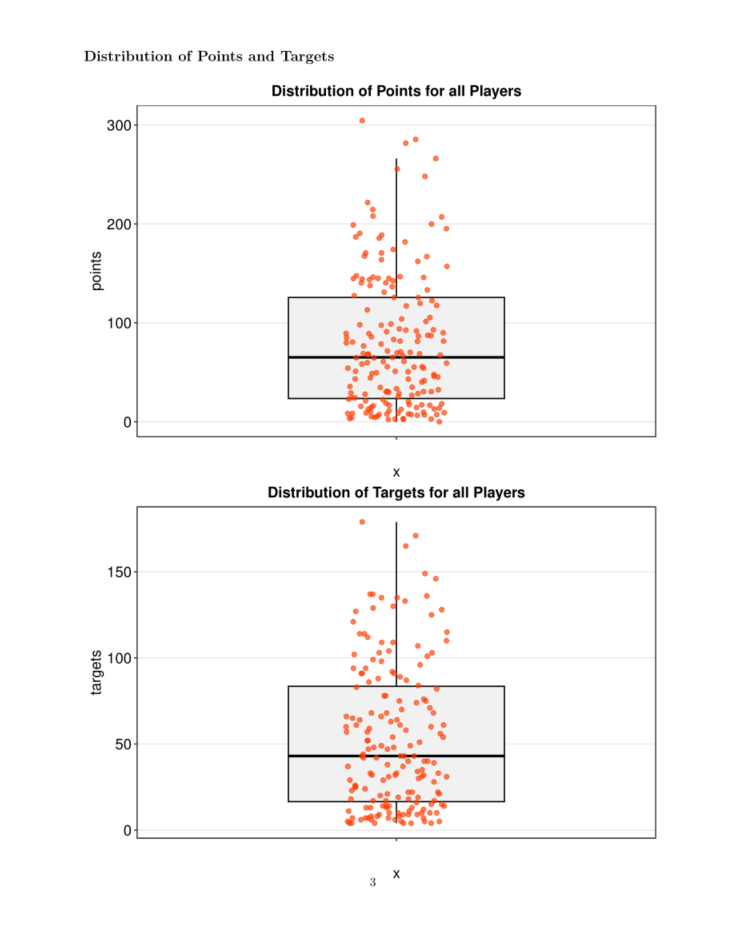 Distribution of Points and Targets
Distribution of Points for all Players
300
200
points
100
0
x
Distribution of Targets for all Players
150
100
targets
50
0
x
3